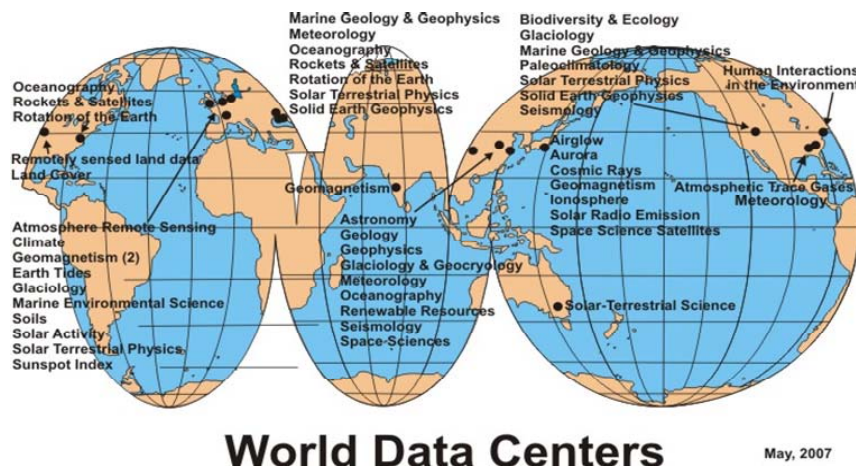 Marine Geology & Geophysics
Meteorology
Oceanography
Rockets & Satellites
Rotation of the Earth
Solar Terrestrial Physics
Solid Earth Geophysics
Biodiversity & Ecology
Glaciology
Marine Geology & Geophysics
Paleoclimatology
Solar Terrestrial Physics
Solid Earth Geophysics
Seismology
Human Interactions
in the Environment
Oceanography
Rockets & Satellites
Rotation of the Earth
Remotely sensed land data
Land Cover
Geomagnetism
Airglow
Aurora
Cosmic Rays
Geomagnetism
Ionosphere
Solar Radio Emission
Space Science Satellites
Atmospheric Trace Gases
Meteorology
Atmosphere Remote Sensing
Climate
Geomagnetism (2)
Earth Tides
Glaciology
Marine Environmental Science
Soils
Solar Activity
Solar Terrestrial Physics
Sunspot Index
Astronomy
Geology
Geophysics
Glaciology & Geocryology
Meteorology
Oceanography
Renewable Resources
Seismology
Space-Sciences
Solar-Terrestrial Science
World Data Centers
May, 2007